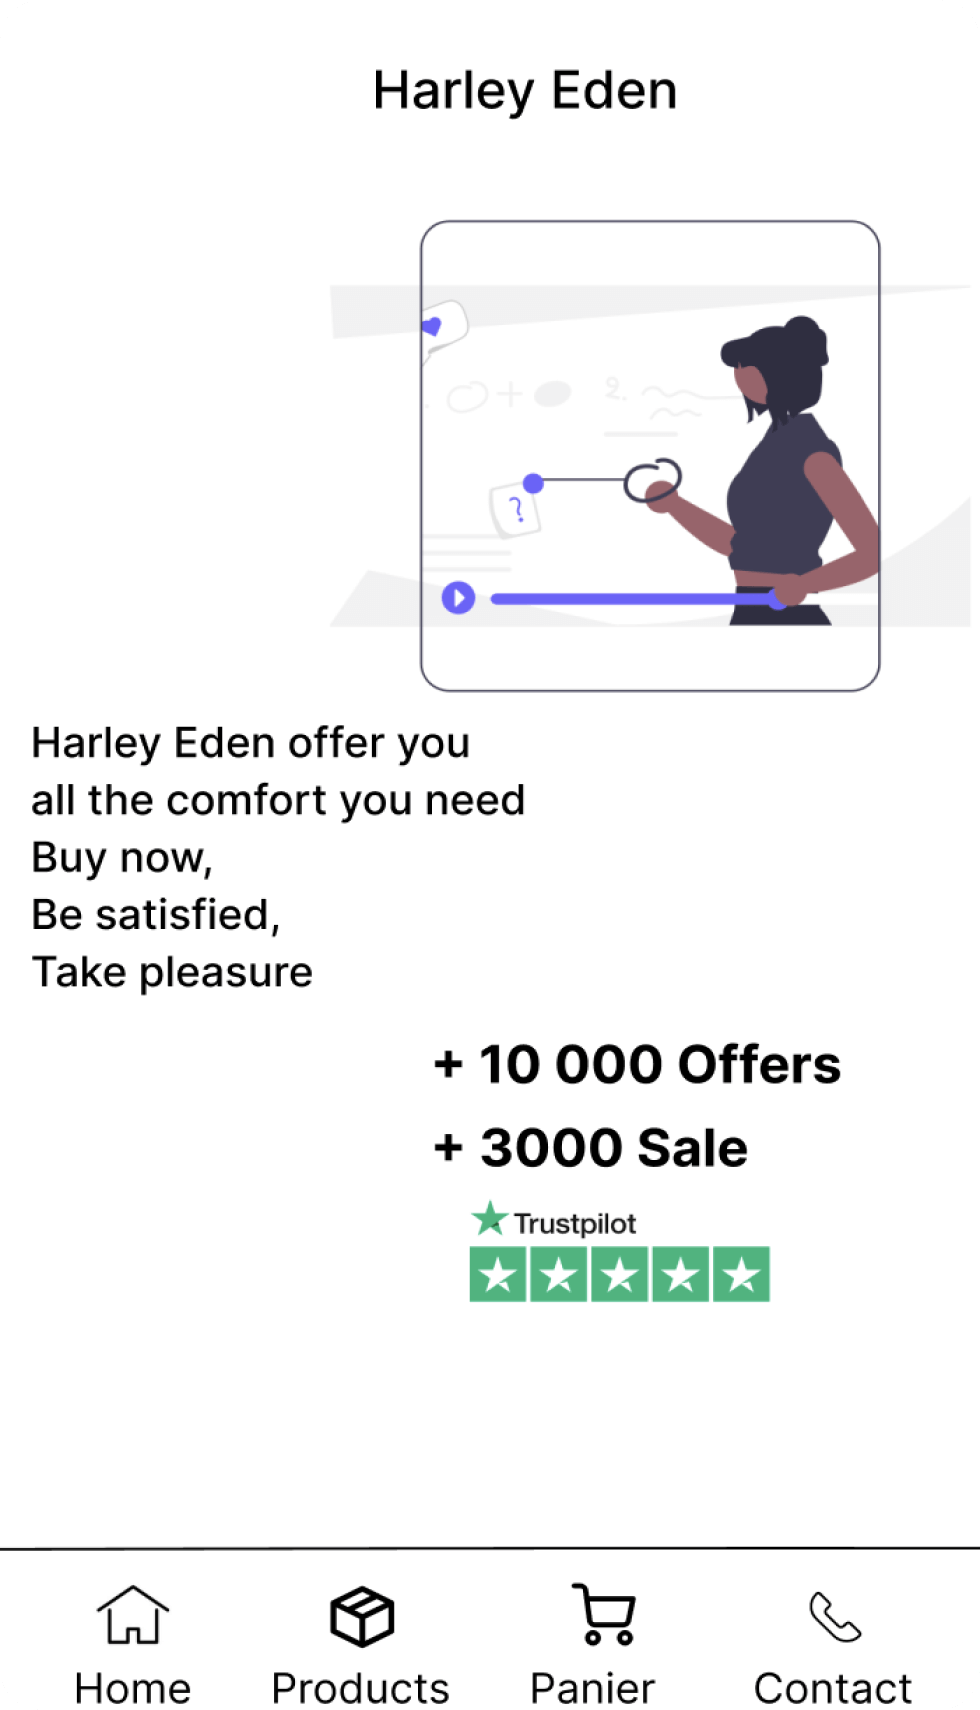 Harley Eden
2.
?
Harley Eden offer you
all the comfort you need
Buy now,
Be satisfied,
Take pleasure
+ 10 000 Offers
+ 3000 Sale
Trustpilot
Home
Products
Panier
Contact